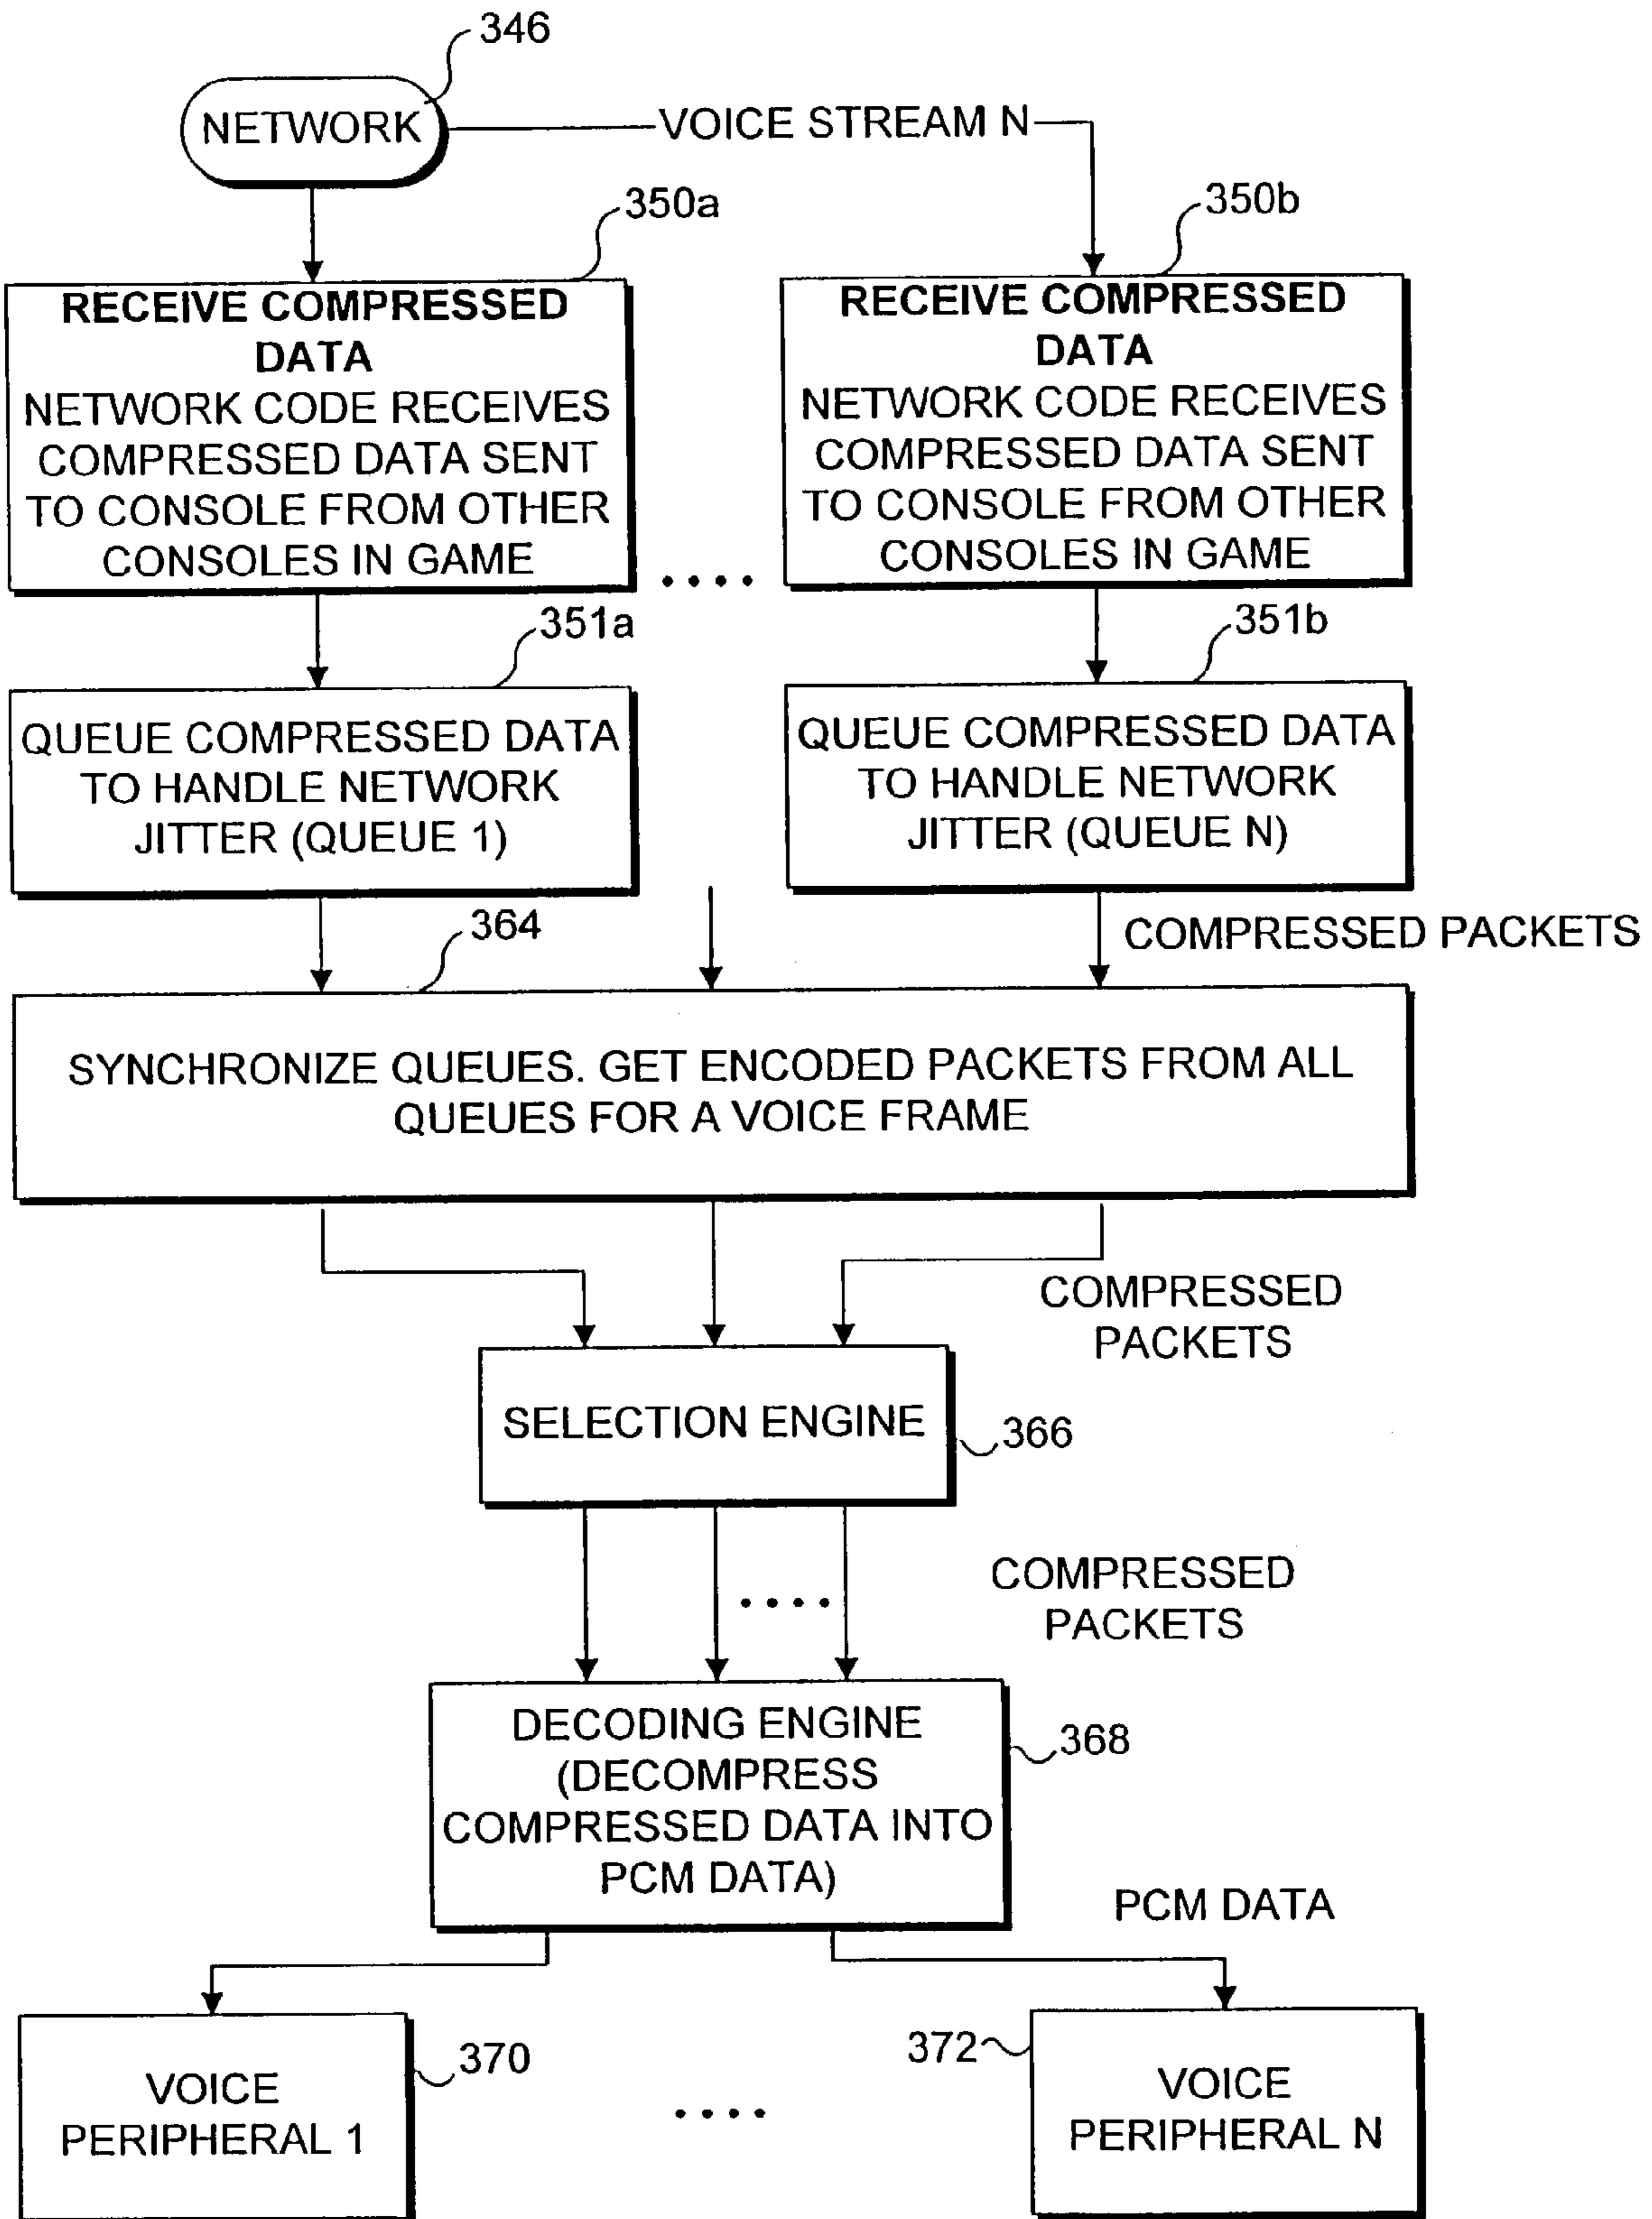 346
NETWORK
VOICE STREAM N
350a
350b
RECEIVE COMPRESSED
DATA
NETWORK CODE RECEIVES
COMPRESSED DATA SENT
TO CONSOLE FROM OTHER
CONSOLES IN GAME
RECEIVE COMPRESSED
DATA
NETWORK CODE RECEIVES
COMPRESSED DATA SENT
TO CONSOLE FROM OTHER
CONSOLES IN GAME
....
351a
351b
QUEUE COMPRESSED DATA
TO HANDLE NETWORK
JITTER (QUEUE 1)
QUEUE COMPRESSED DATA
TO HANDLE NETWORK
JITTER (QUEUE N)
364
COMPRESSED PACKETS
SYNCHRONIZE QUEUES. GET ENCODED PACKETS FROM ALL
QUEUES FOR A VOICE FRAME
COMPRESSED
PACKETS
SELECTION ENGINE
366
COMPRESSED
PACKETS
....
DECODING ENGINE
(DECOMPRESS
COMPRESSED DATA INTO
PCM DATA)
368
PCM DATA
VOICE
PERIPHERAL 1
370
....
372
VOICE
PERIPHERAL N